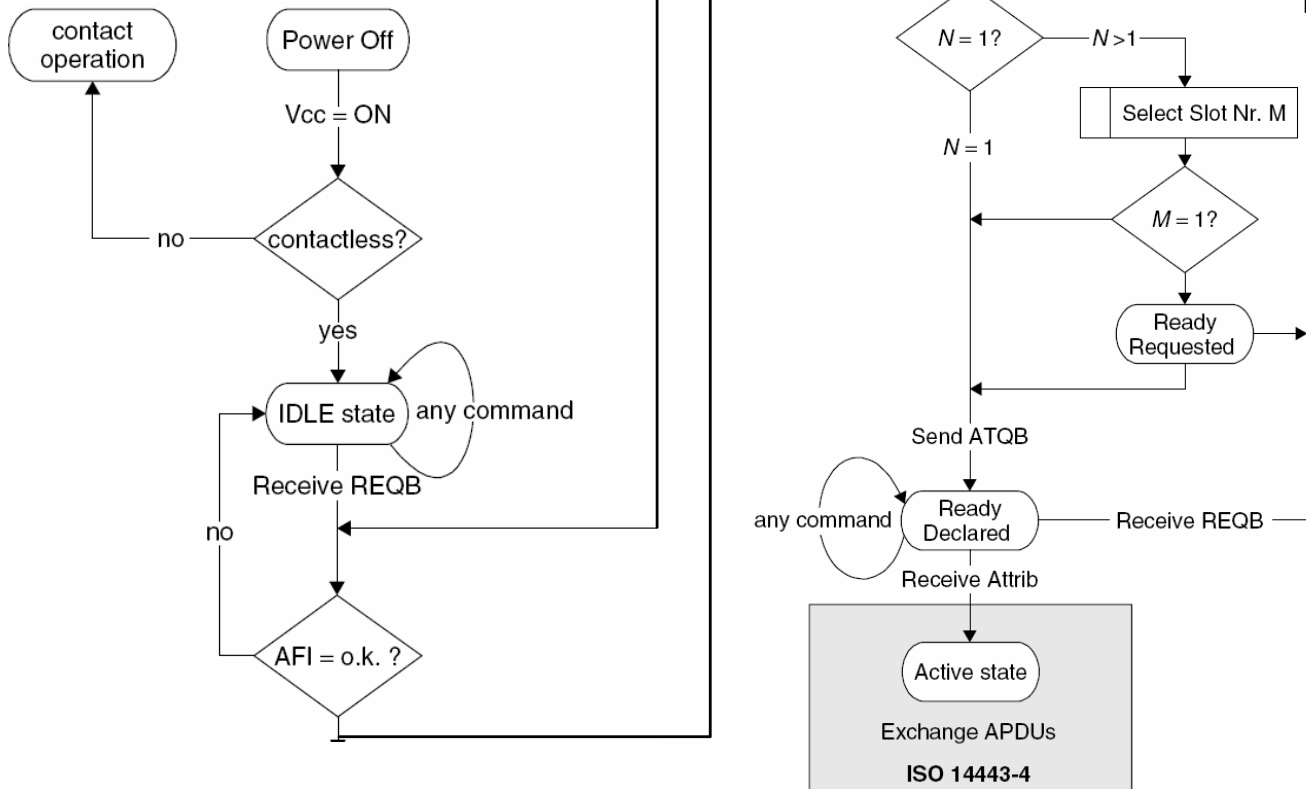 contact
operation
Power Off
Vcc = ON
contactless?
no
yes
IDLE state
any command
Receive REQB
no
AFI = o.k. ?
N = 1?
N >1
Select Slot Nr. M
N = 1
M = 1?
Ready
Requested
Send ATQB
any command
Ready
Declared
Receive REQB
Receive Attrib
Active state
Exchange APDUs
ISO 14443-4